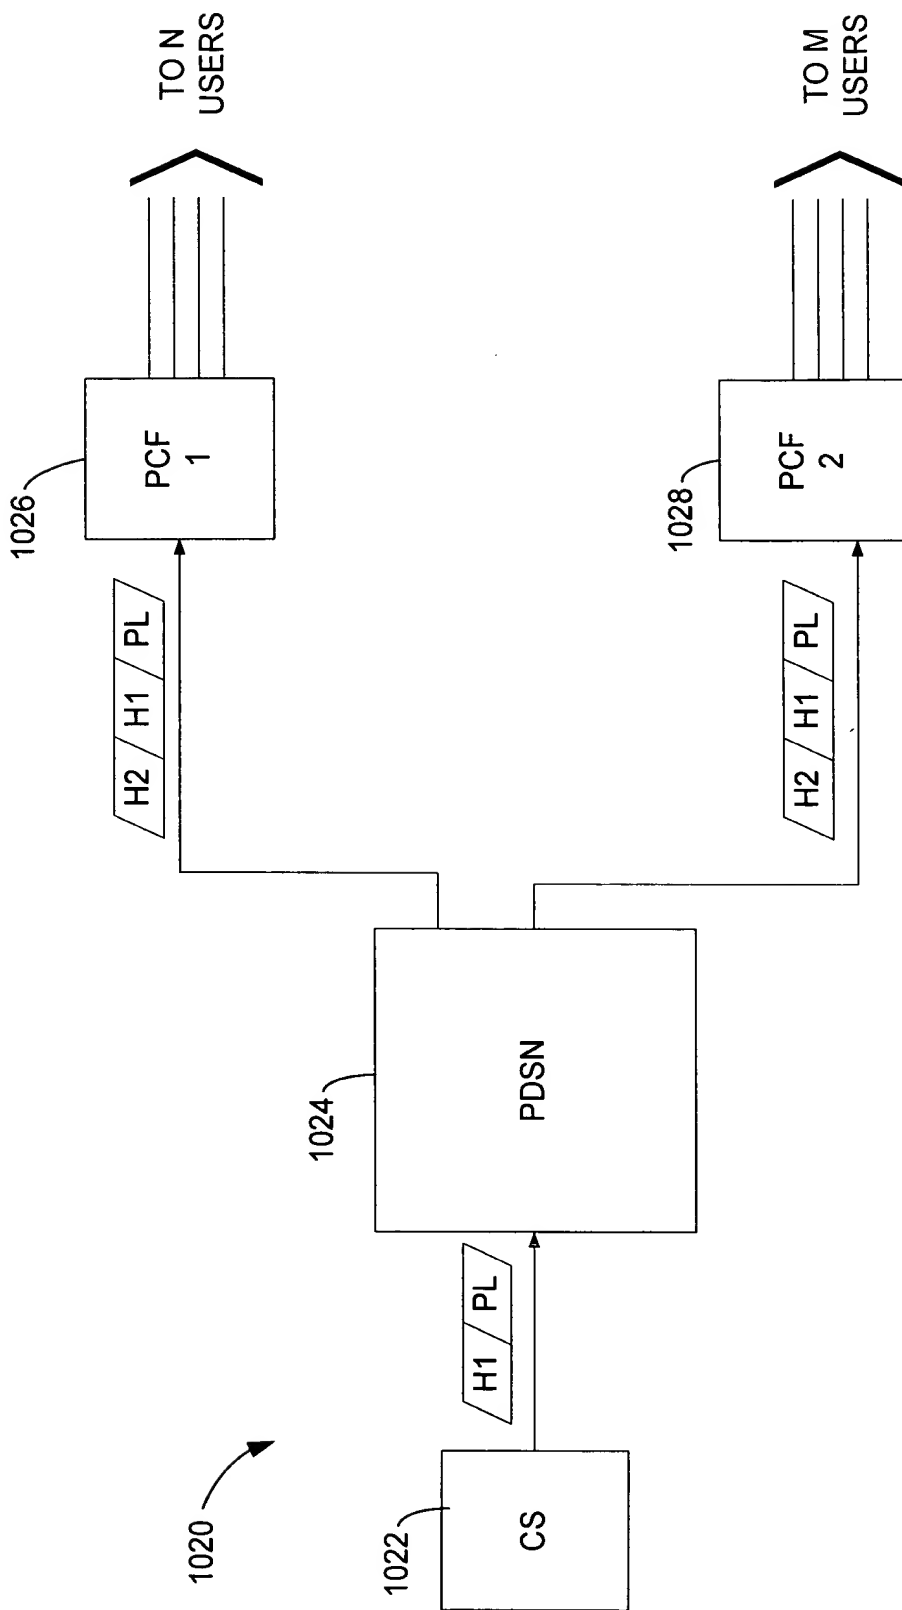 1020
1022
CS
H1
PL
1024
PDSN
H2
H1
PL
1026
PCF
1
TO N
USERS
H2
H1
PL
1028
PCF
2
TO M
USERS